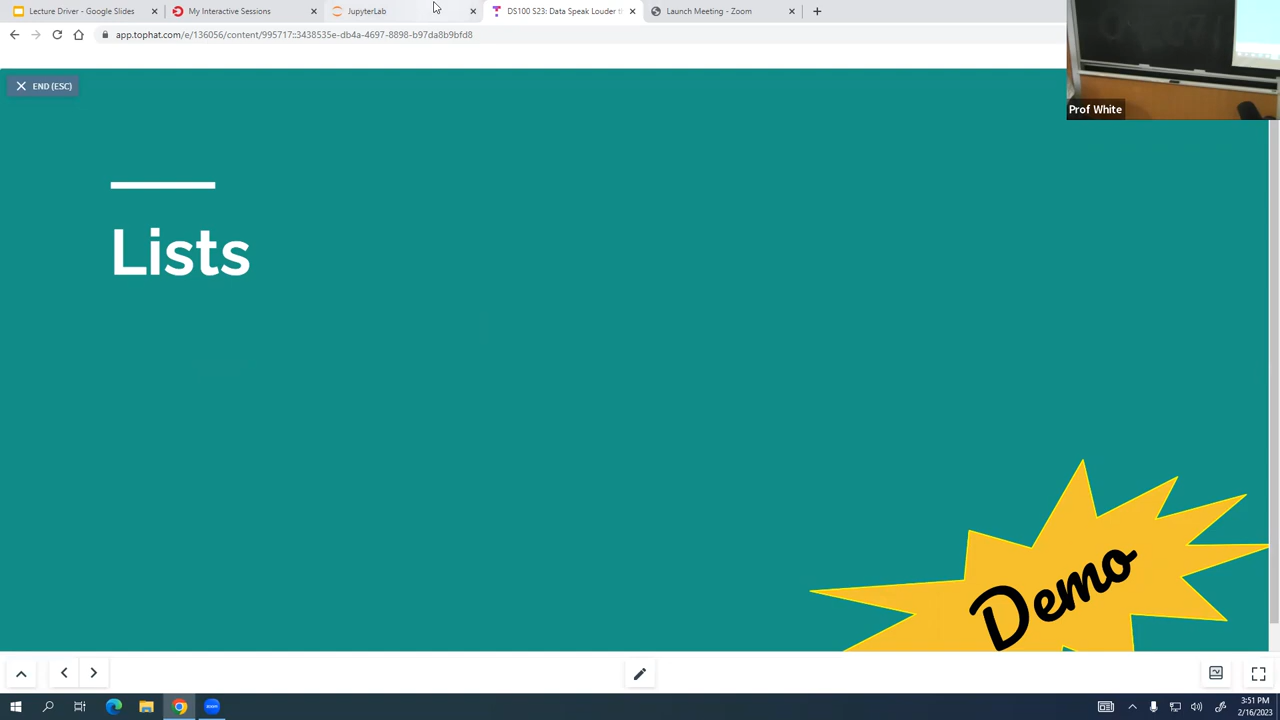 Lecture Driver - Google Slides
My Interactive Sessions
JupyterLab
DS100 S23: Data Speak Louder t
Launch Meeting - Zoom
app.tophat.com/e/136056/content/995717::3438535e-db4a-4697-8898-b97da8b9bfd8
END (ESC)
Prof White
Lists
Demo
3:51 PM
2/16/2023